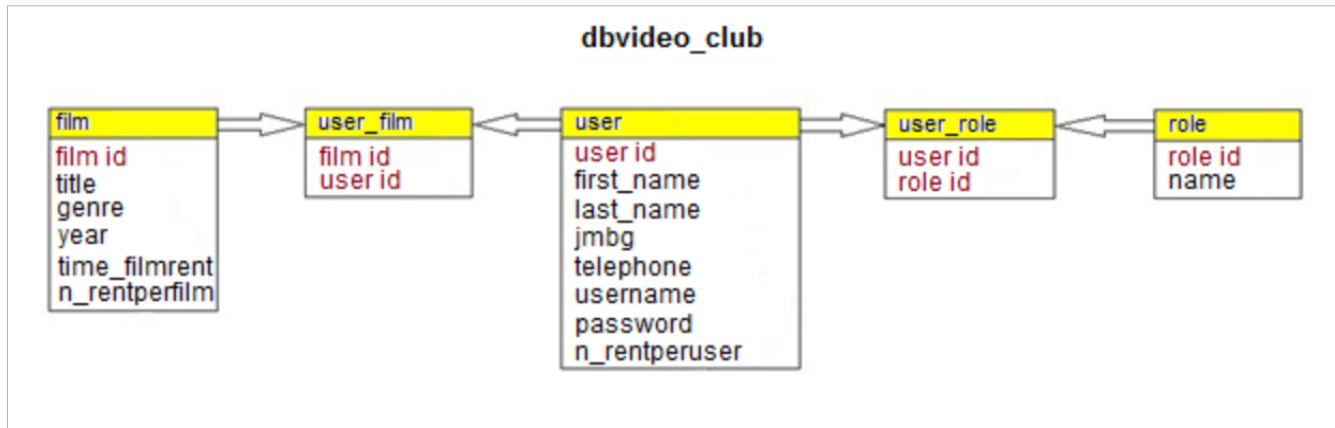 dbvideo_club
film
film id
title
genre
year
time_filmrent
n_rentperfilm
user_film
film id
user id
user
user id
first_name
last_name
jmbg
telephone
username
password
n_rentperuser
user_role
user id
role id
role
role id
name